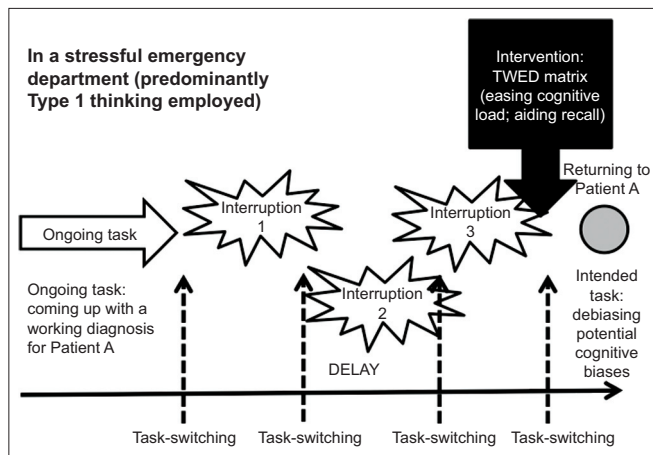 In a stressful emergency
department (predominantly
Type 1 thinking employed)
Intervention:
TWED matrix
(easing cognitive
load; aiding recall)
Returning to
Patient A
Ongoing task
Interruption
1
Interruption
2
Interruption
3
Ongoing task:
coming up with a
working diagnosis
for Patient A
DELAY
Intended
task:
debiasing
potential
cognitive
biases
Task-switching
Task-switching
Task-switching
Task-switching